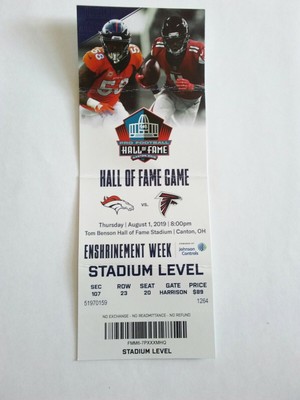 58
11
PRO FOOTBALL
HALL OF FAME
HALL OF FAME GAME
VS.
Thursday | August 1, 2019 | 8:00pm
Tom Benson Hall of Fame Stadium | Canton, OH
ENSHRINEMENT WEEK
Johnson Controls
STADIUM LEVEL
SEC ROW SEAT GATE PRICE
107 23 20 HARRISON $89
51970159 1264
NO EXCHANGE - NO READMITTANCE - NO REFUND
STADIUM LEVEL